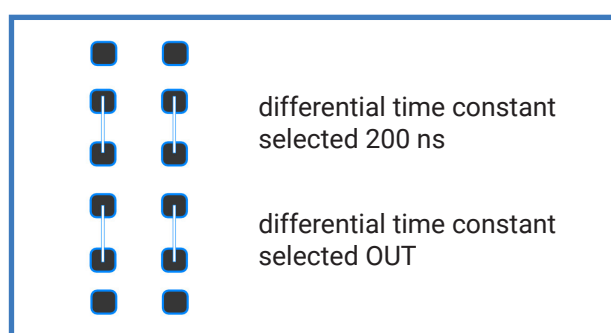 differential time constant
selected 200 ns
differential time constant
selected OUT